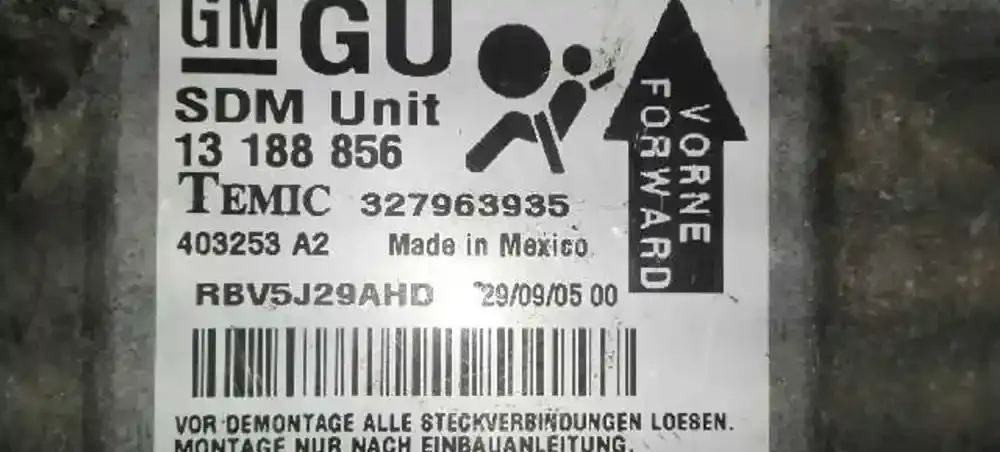 GM GU
SDM Unit
13 188 856
TEMIC 327963935
403253 A2 Made in Mexico
RBV5J29AHD 29/09/05 00
VORNE
FORWARD
VOR DEMONTAGE ALLE STECKVERBINDUNGEN LOESEN.
MONTAGE NUR NACH EINBAUANLEITUNG.